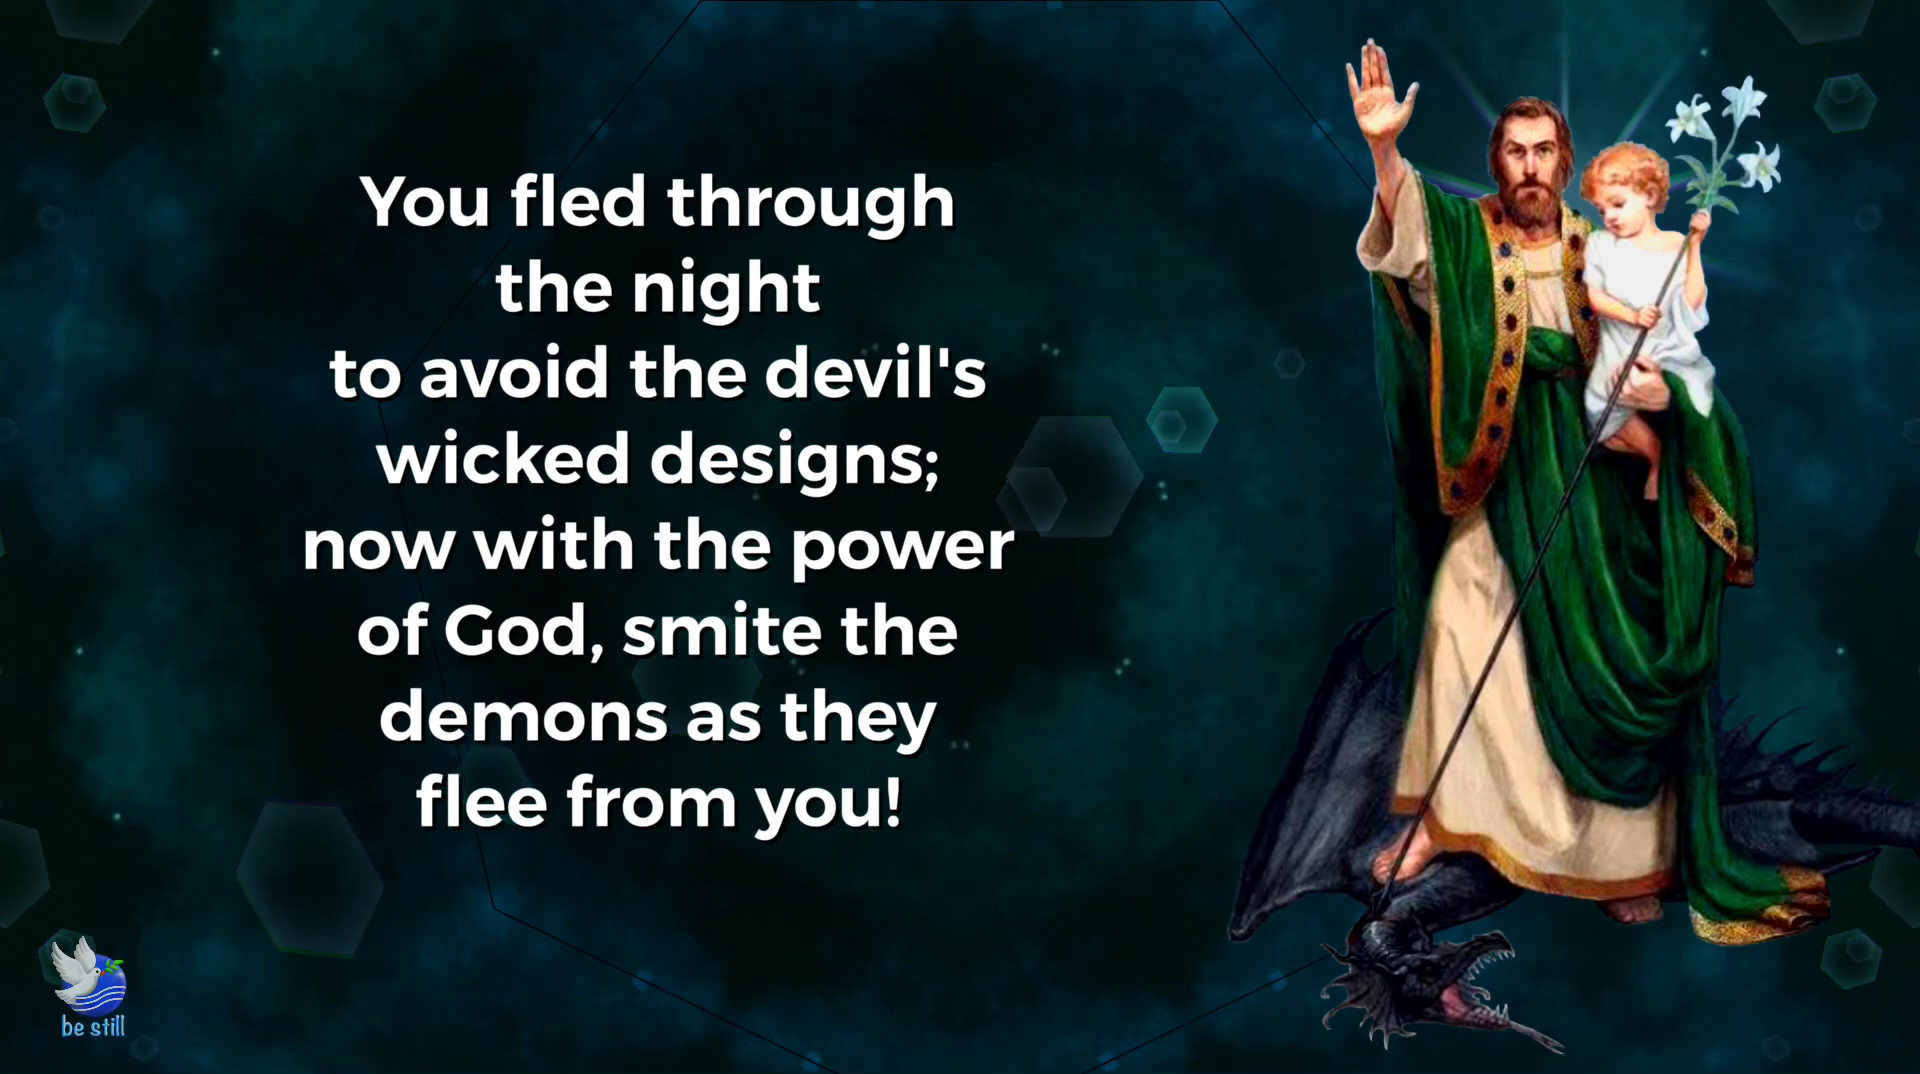 You fled through
the night
to avoid the devil's
wicked designs;
now with the power
of God, smite the
demons as they
flee from you!
be still